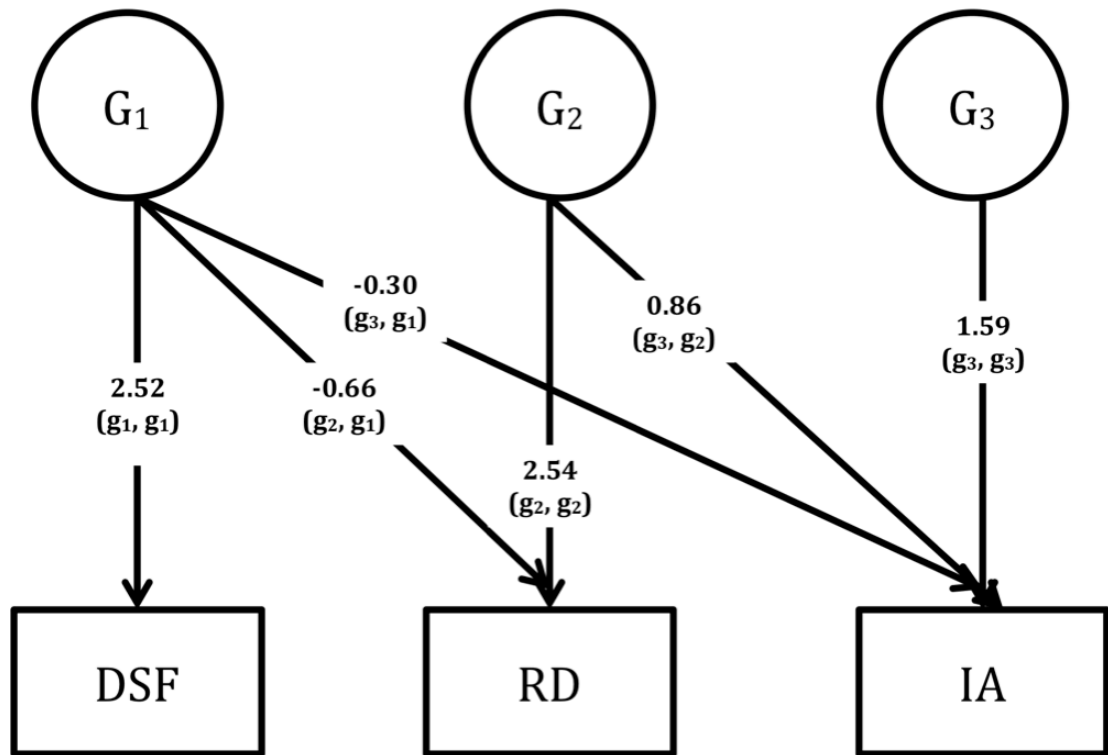 G₁
G₂
G₃
-0.30
(g₃, g₁)
0.86
(g₃, g₂)
1.59
(g₃, g₃)
2.52
(g₁, g₁)
-0.66
(g₂, g₁)
2.54
(g₂, g₂)
DSF
RD
IA